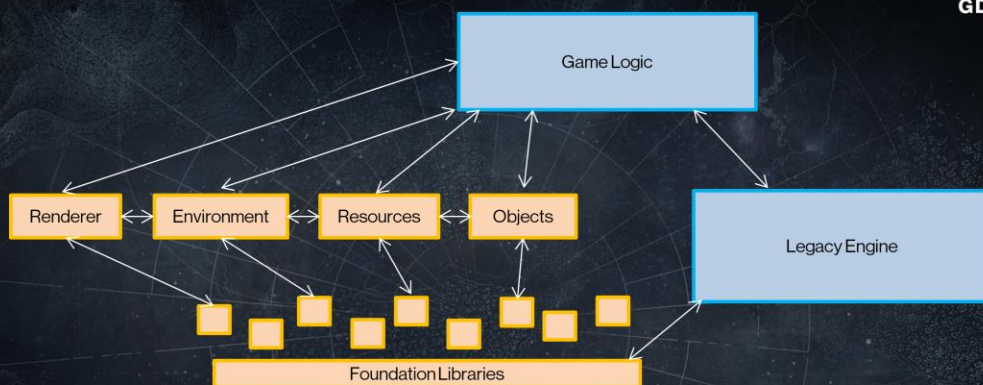 GD
Game Logic
Renderer
Environment
Resources
Objects
Legacy Engine
Foundation Libraries